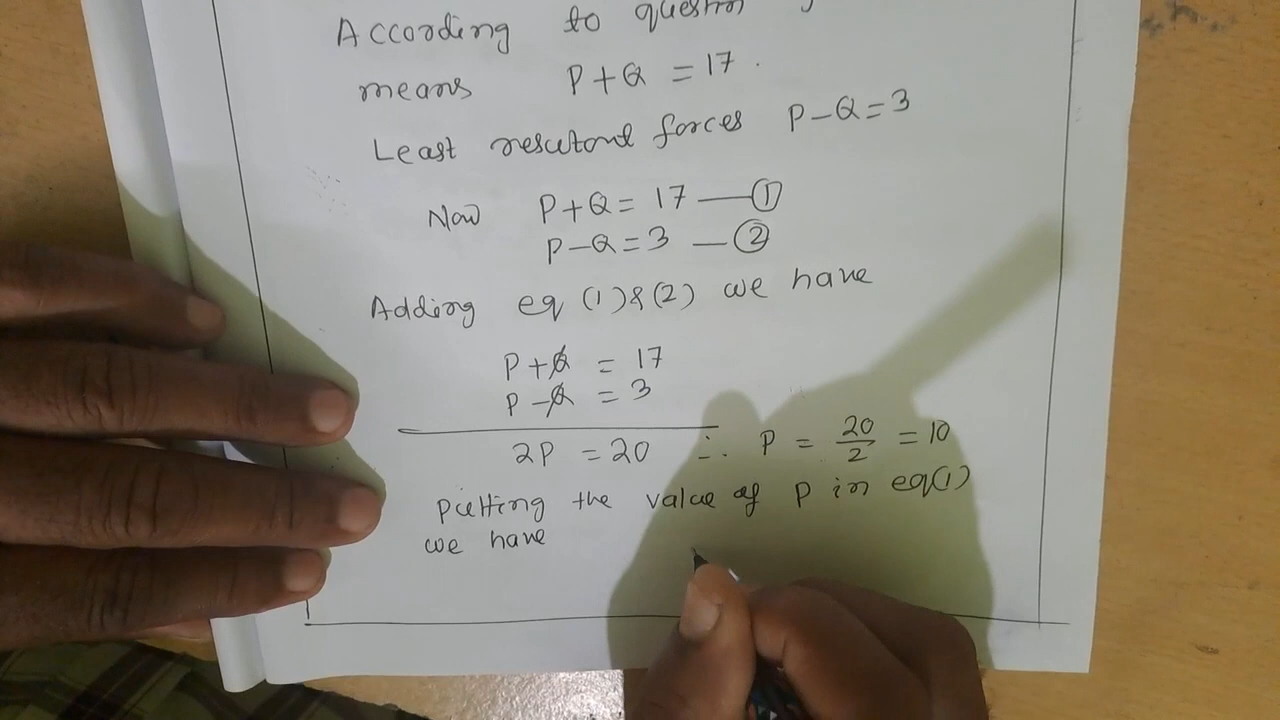 According to question
means P+Q = 17.
Least resultant forces P-Q=3
Now P+Q= 17 —①
P-Q=3 —②
Adding eq (1)&(2) we have
P+Q = 17
P-Q = 3
2P = 20 ∴ P = 20/2 = 10
putting the value of P in eq(1)
we have